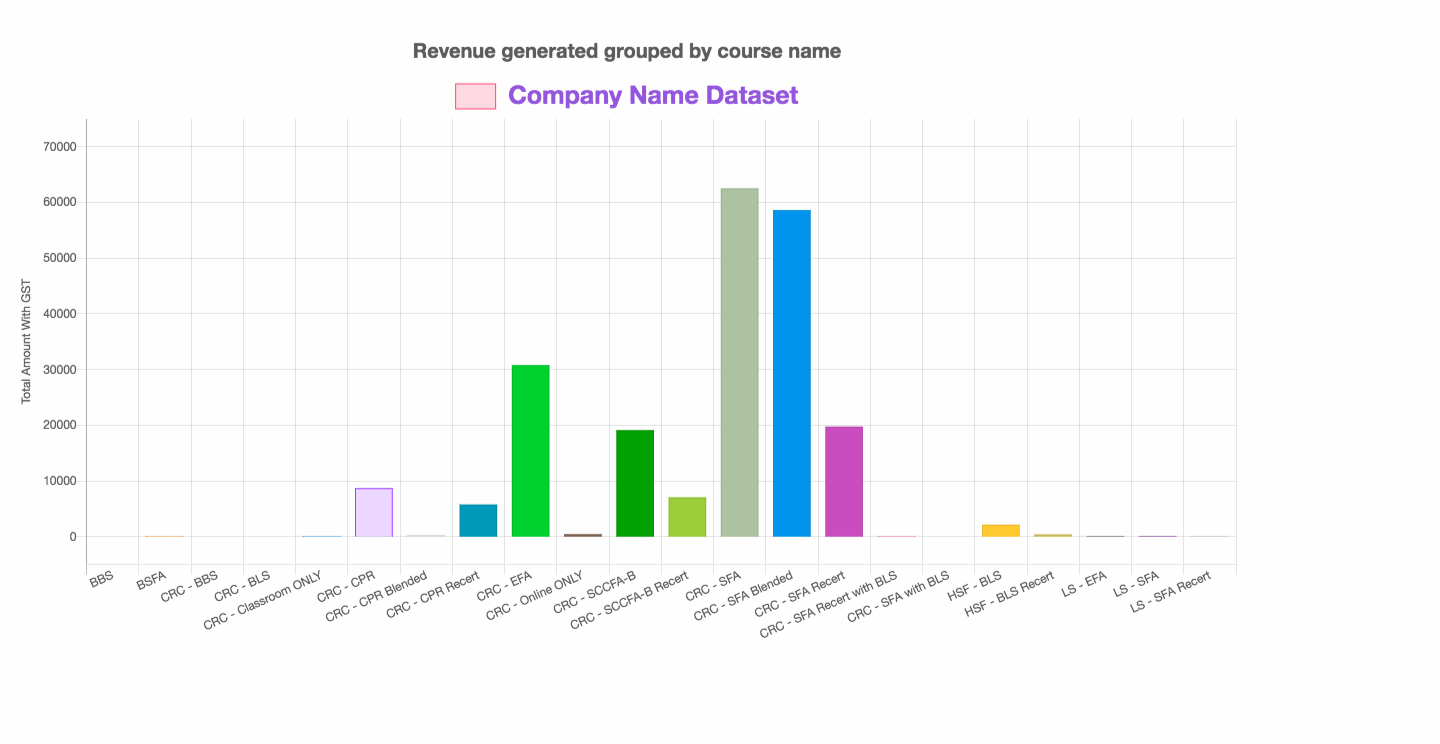 Revenue generated grouped by course name
Company Name Dataset
Total Amount With GST
70000
60000
50000
40000
30000
20000
10000
0
BBS
BSFA
CRC - BBS
CRC - BLS
CRC - Classroom ONLY
CRC - CPR
CRC - CPR Blended
CRC - CPR Recert
CRC - EFA
CRC - Online ONLY
CRC - SCCFA-B
CRC - SCCFA-B Recert
CRC - SFA
CRC - SFA Blended
CRC - SFA Recert
CRC - SFA Recert with BLS
CRC - SFA with BLS
HSF - BLS
HSF - BLS Recert
LS - EFA
LS - SFA
LS - SFA Recert